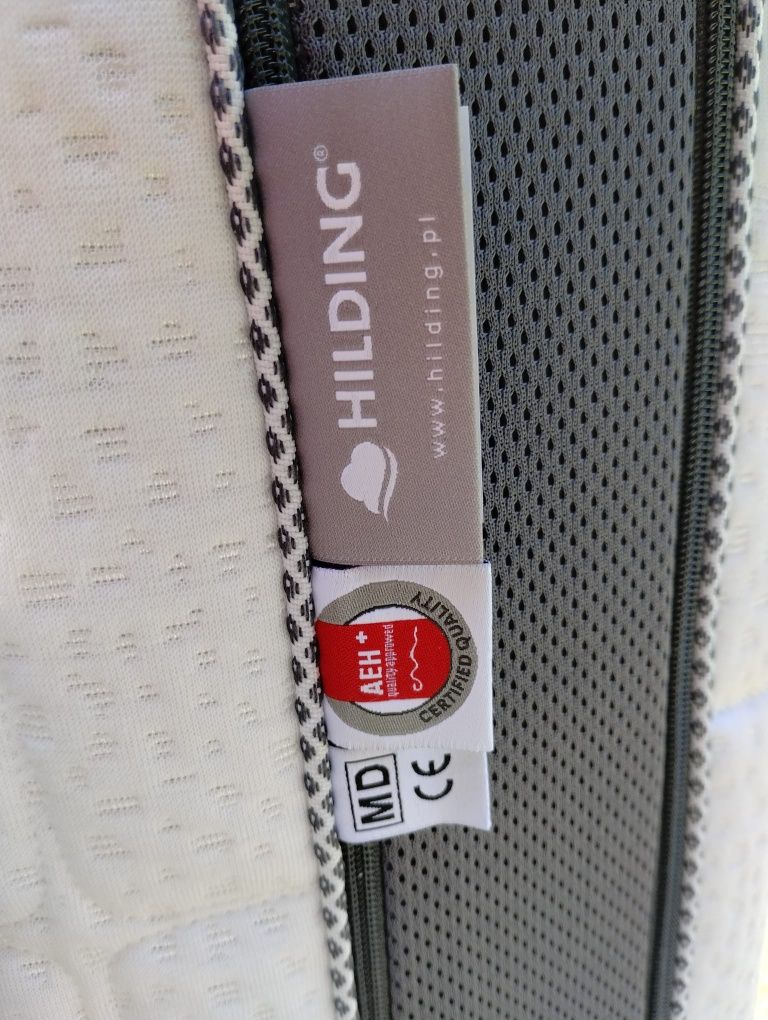 HILDING®
www.hilding.pl
AEH +
quality approved
CERTIFIED QUALITY
MD
CE